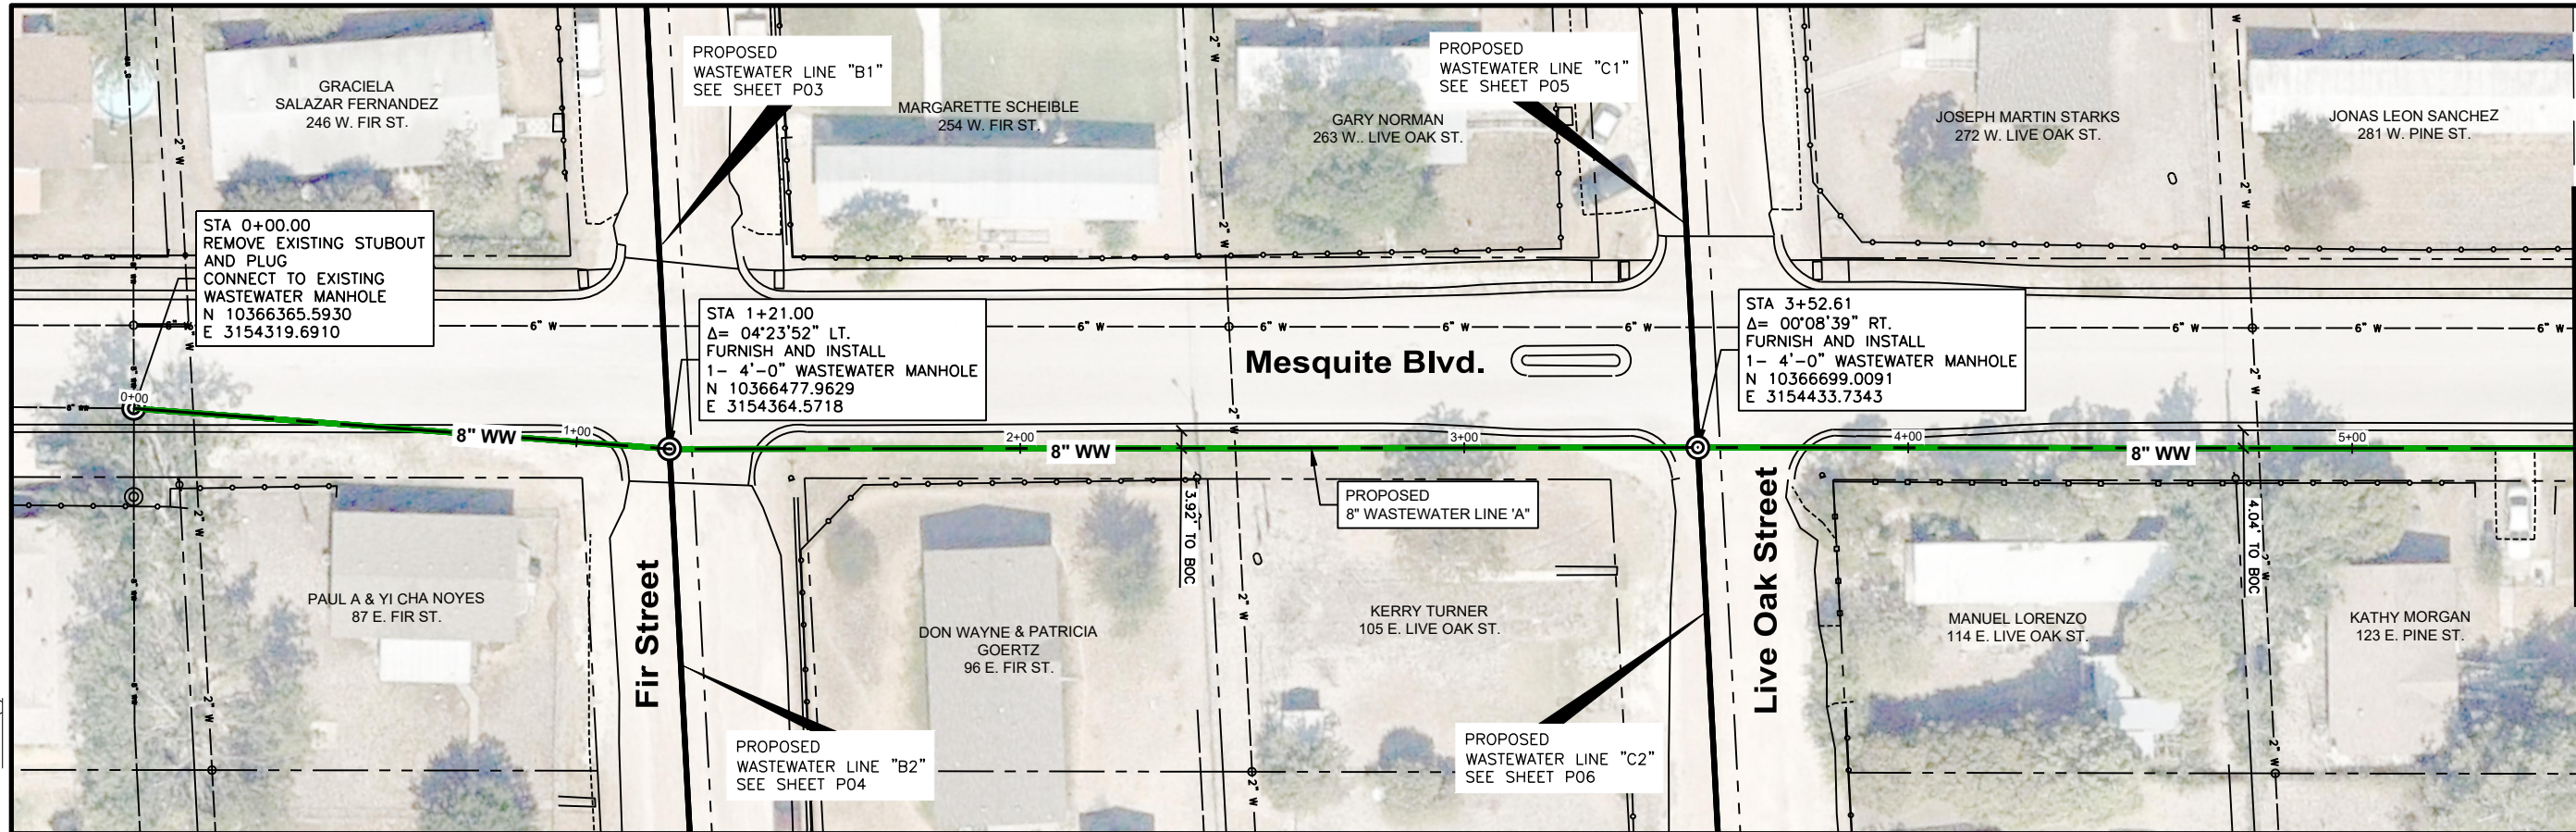 PROPOSED
WASTEWATER LINE "B1"
SEE SHEET P03
PROPOSED
WASTEWATER LINE "C1"
SEE SHEET P05
GRACIELA
SALAZAR FERNANDEZ
246 W. FIR ST.
MARGARETTE SCHEIBLE
254 W. FIR ST.
GARY NORMAN
263 W.. LIVE OAK ST.
JOSEPH MARTIN STARKS
272 W. LIVE OAK ST.
JONAS LEON SANCHEZ
281 W. PINE ST.
STA 0+00.00
REMOVE EXISTING STUBOUT
AND PLUG
CONNECT TO EXISTING
WASTEWATER MANHOLE
N 10366365.5930
E 3154319.6910
STA 1+21.00
Δ= 04°23'52" LT.
FURNISH AND INSTALL
1- 4'-0" WASTEWATER MANHOLE
N 10366477.9629
E 3154364.5718
STA 3+52.61
Δ= 00°08'39" RT.
FURNISH AND INSTALL
1- 4'-0" WASTEWATER MANHOLE
N 10366699.0091
E 3154433.7343
2" W
2" W
2" W
2" W
W
2" W
2" W
6" W
6" W
6" W
6" W
6" W
6" W
6" W
6" W
6" W
Mesquite Blvd.
0+00
8" WW
1+00
8" WW
2+00
8" WW
3+00
4+00
8" WW
5+00
PROPOSED
8" WASTEWATER LINE 'A'
3.92' TO BOC
4.04' TO BOC
Fir Street
Live Oak Street
PAUL A & YI CHA NOYES
87 E. FIR ST.
DON WAYNE & PATRICIA
GOERTZ
96 E. FIR ST.
KERRY TURNER
105 E. LIVE OAK ST.
MANUEL LORENZO
114 E. LIVE OAK ST.
KATHY MORGAN
123 E. PINE ST.
2" W
2" W
2" W
2" W
2" W
2" W
2" W
PROPOSED
WASTEWATER LINE "B2"
SEE SHEET P04
PROPOSED
WASTEWATER LINE "C2"
SEE SHEET P06